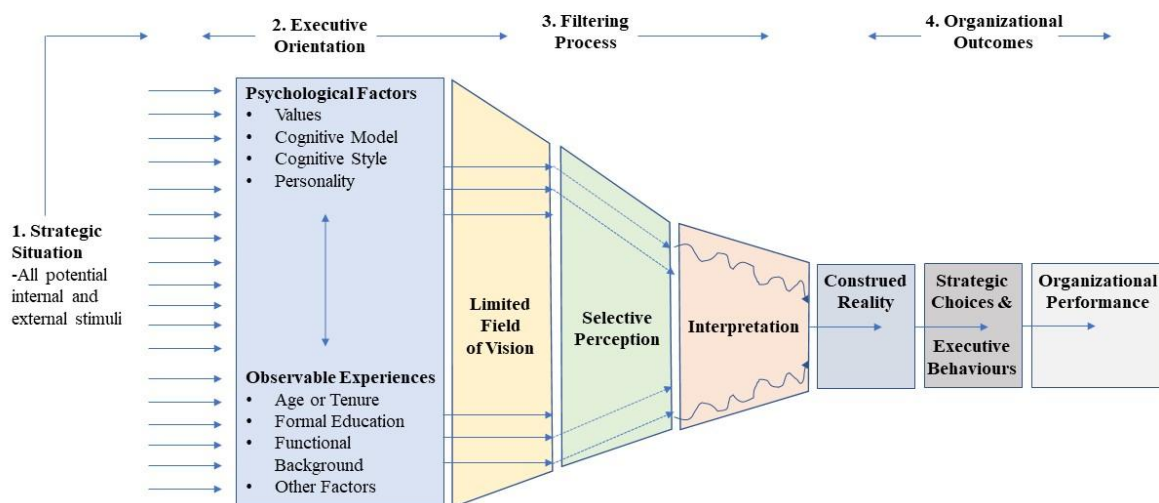 2. Executive
Orientation
3. Filtering
Process
4. Organizational
Outcomes
1. Strategic
Situation
-All potential
internal and
external stimuli
Psychological Factors
• Values
• Cognitive Model
• Cognitive Style
• Personality
Observable Experiences
• Age or Tenure
• Formal Education
• Functional
Background
• Other Factors
Limited
Field
of Vision
Selective
Perception
Interpretation
Construed
Reality
Strategic
Choices &
Executive
Behaviours
Organizational
Performance